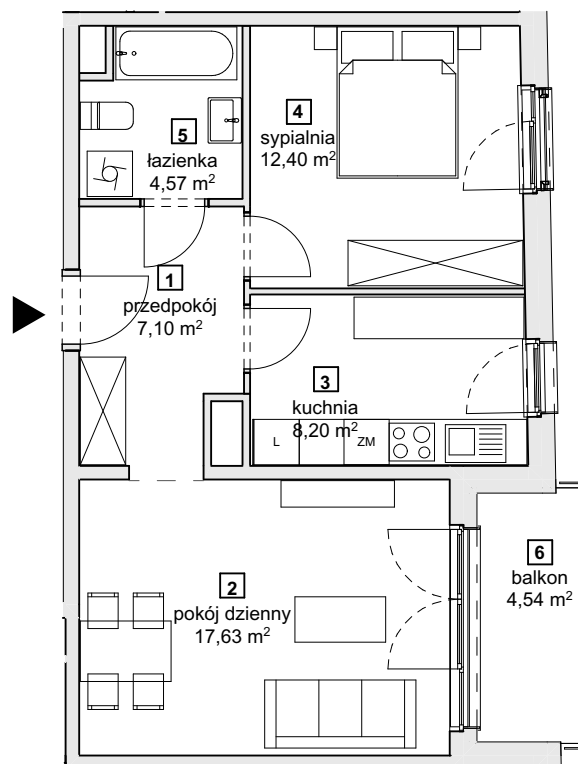 5
łazienka
4,57 m²
4
sypialnia
12,40 m²
1
przedpokój
7,10 m²
3
kuchnia
8,20 m²
L
ZM
2
pokój dzienny
17,63 m²
6
balkon
4,54 m²